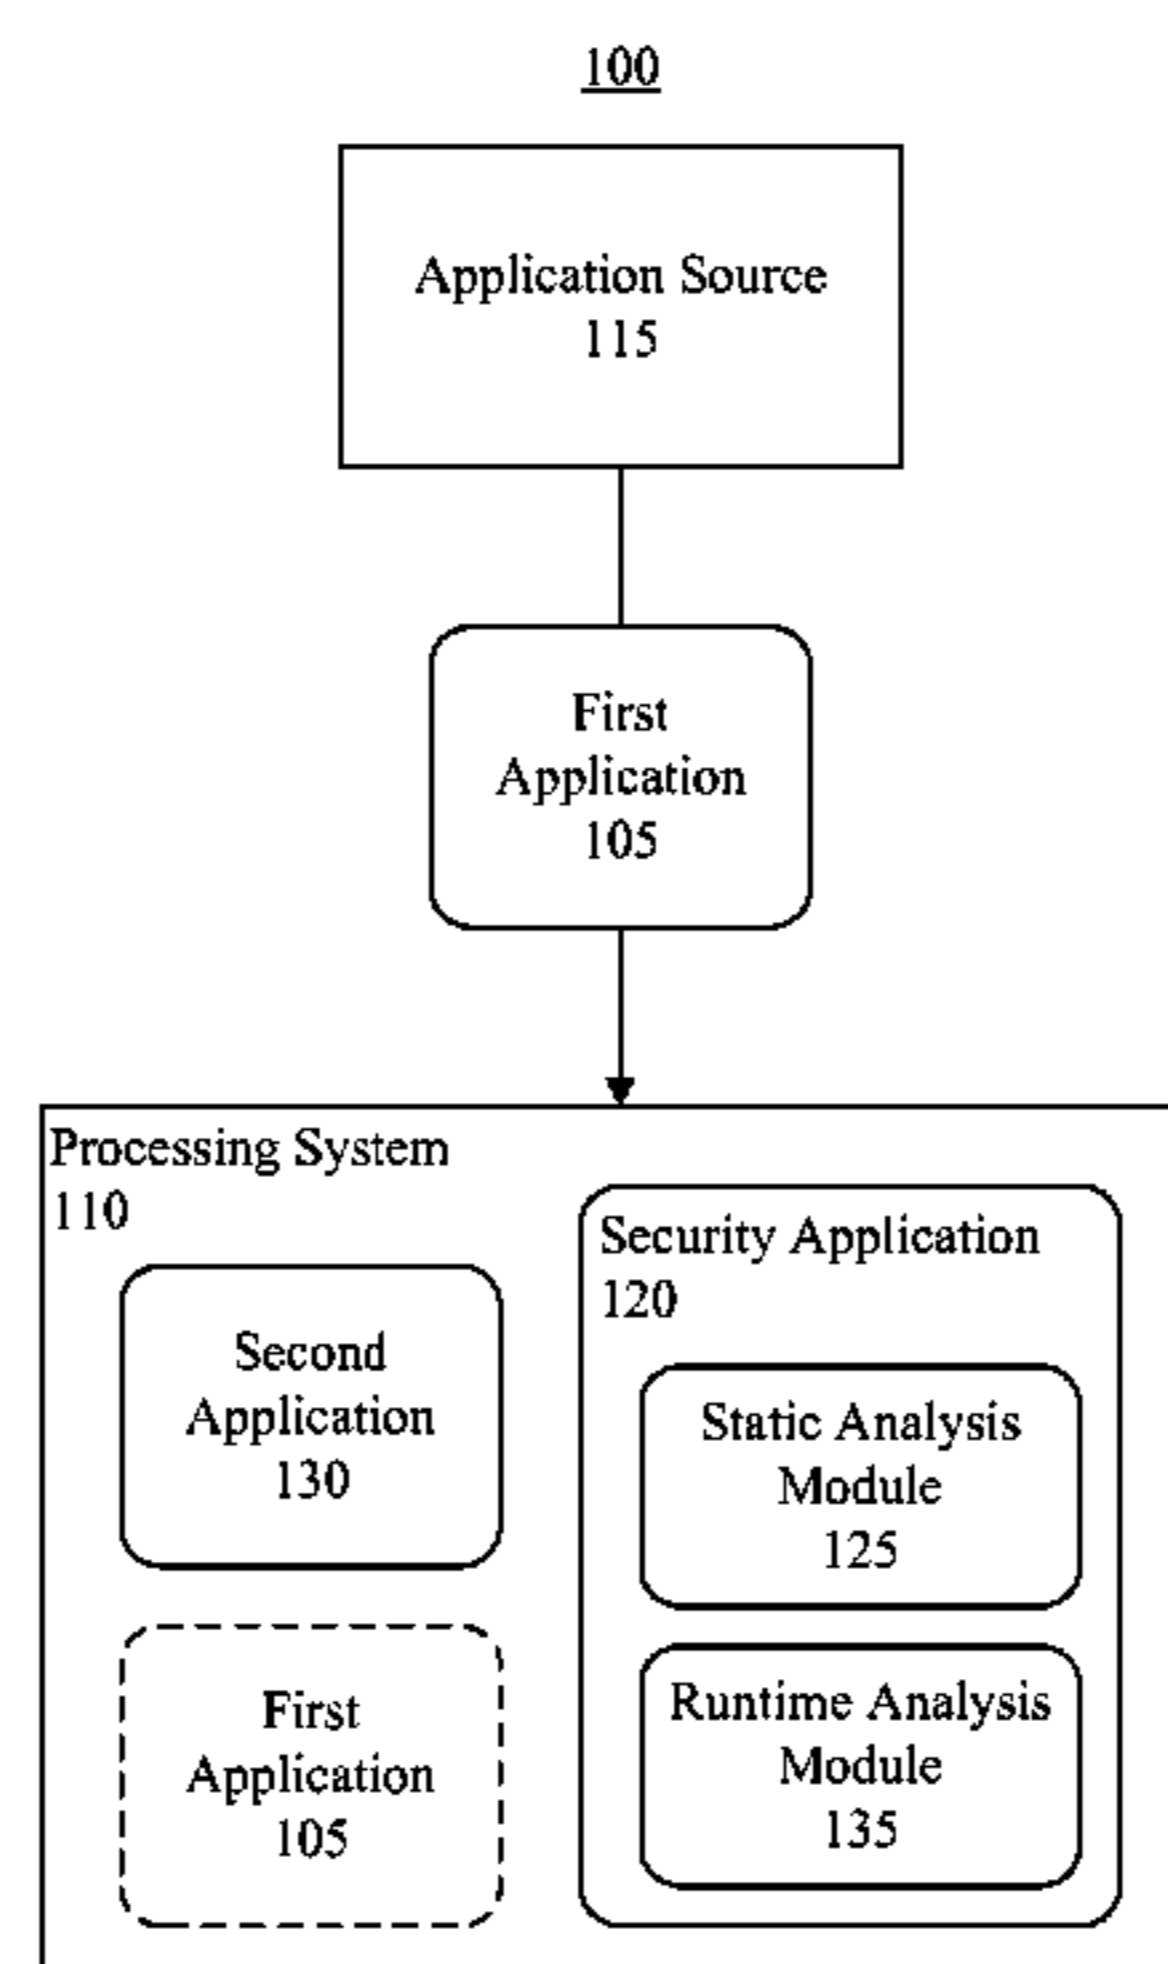 100
Application Source
115
First
Application
105
Processing System
110
Second
Application
130
First
Application
105
Security Application
120
Static Analysis
Module
125
Runtime Analysis
Module
135